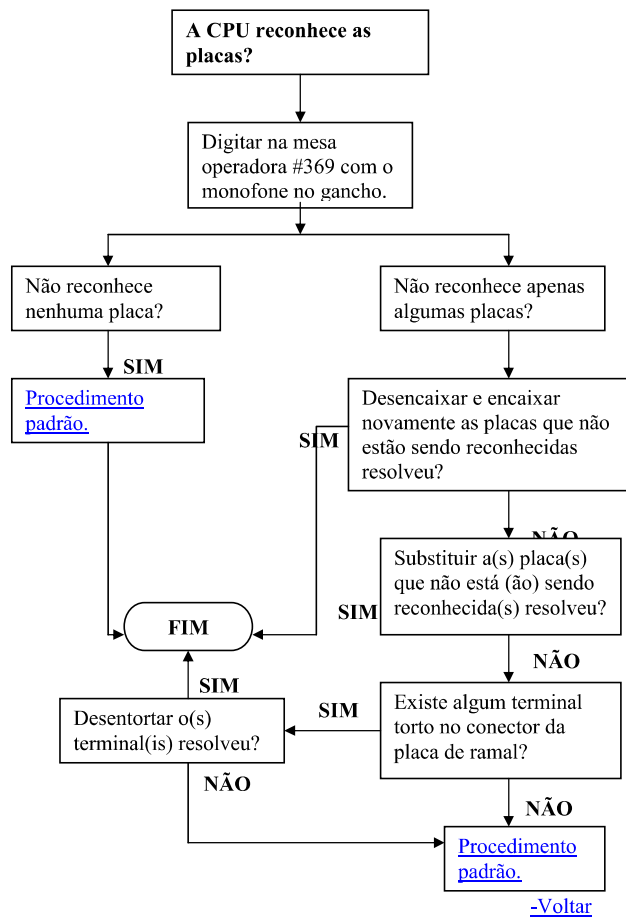 A CPU reconhece as
placas?
Digitar na mesa
operadora #369 com o
monofone no gancho.
Não reconhece
nenhuma placa?
Não reconhece apenas
algumas placas?
SIM
Procedimento
padrão.
Desencaixar e encaixar
novamente as placas que não
estão sendo reconhecidas
resolveu?
SIM
NÃO
Substituir a(s) placa(s)
que não está (ão) sendo
reconhecida(s) resolveu?
SIM
FIM
NÃO
SIM
Desentortar o(s)
terminal(is) resolveu?
SIM
Existe algum terminal
torto no conector da
placa de ramal?
NÃO
NÃO
Procedimento
padrão.
-Voltar